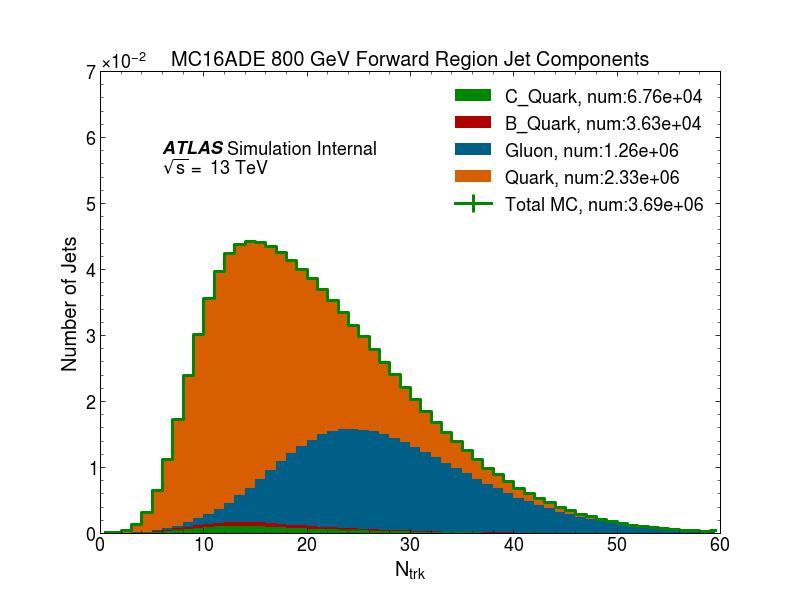 ×10⁻² MC16ADE 800 GeV Forward Region Jet Components
C_Quark, num:6.76e+04
B_Quark, num:3.63e+04
Gluon, num:1.26e+06
Quark, num:2.33e+06
Total MC, num:3.69e+06
ATLAS Simulation Internal
√s = 13 TeV
Number of Jets
7
6
5
4
3
2
1
0
0 10 20 30 40 50 60
N_trk